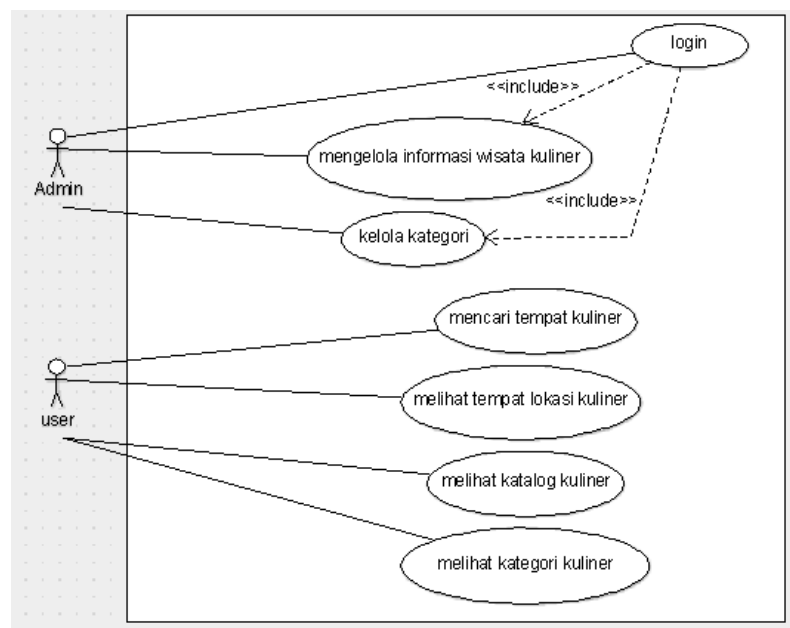 login
<<include>>
mengelola informasi wisata kuliner
Admin
<<include>>
kelola kategori
mencari tempat kuliner
melihat tempat lokasi kuliner
user
melihat katalog kuliner
melihat kategori kuliner